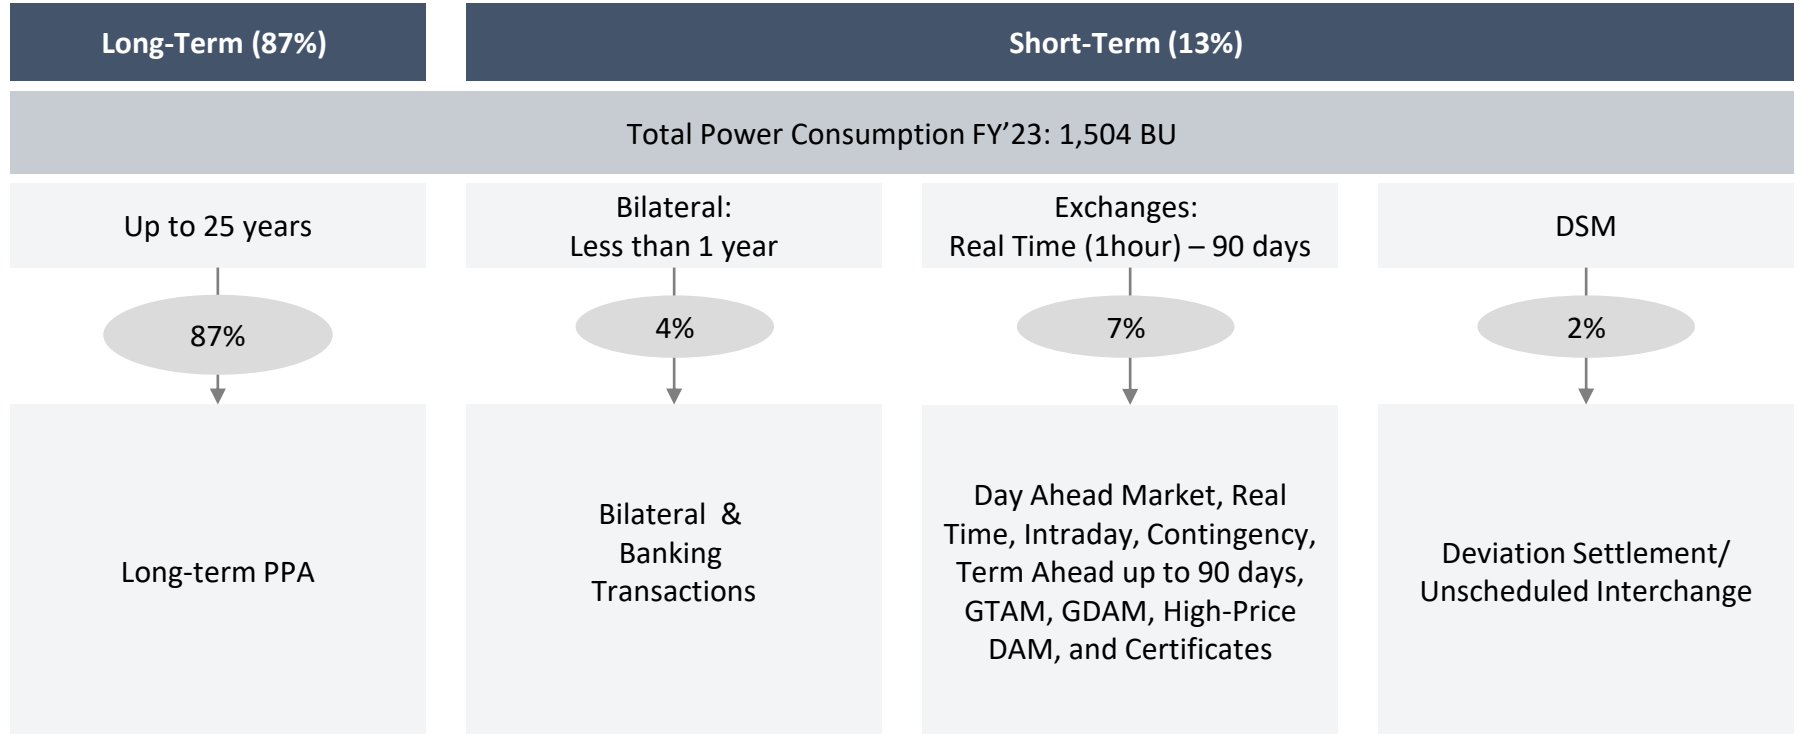 Long-Term (87%)
Short-Term (13%)
Total Power Consumption FY’23: 1,504 BU
Up to 25 years
Bilateral:
Less than 1 year
Exchanges:
Real Time (1hour) – 90 days
DSM
87%
4%
7%
2%
Long-term PPA
Bilateral &
Banking
Transactions
Day Ahead Market, Real
Time, Intraday, Contingency,
Term Ahead up to 90 days,
GTAM, GDAM, High-Price
DAM, and Certificates
Deviation Settlement/
Unscheduled Interchange